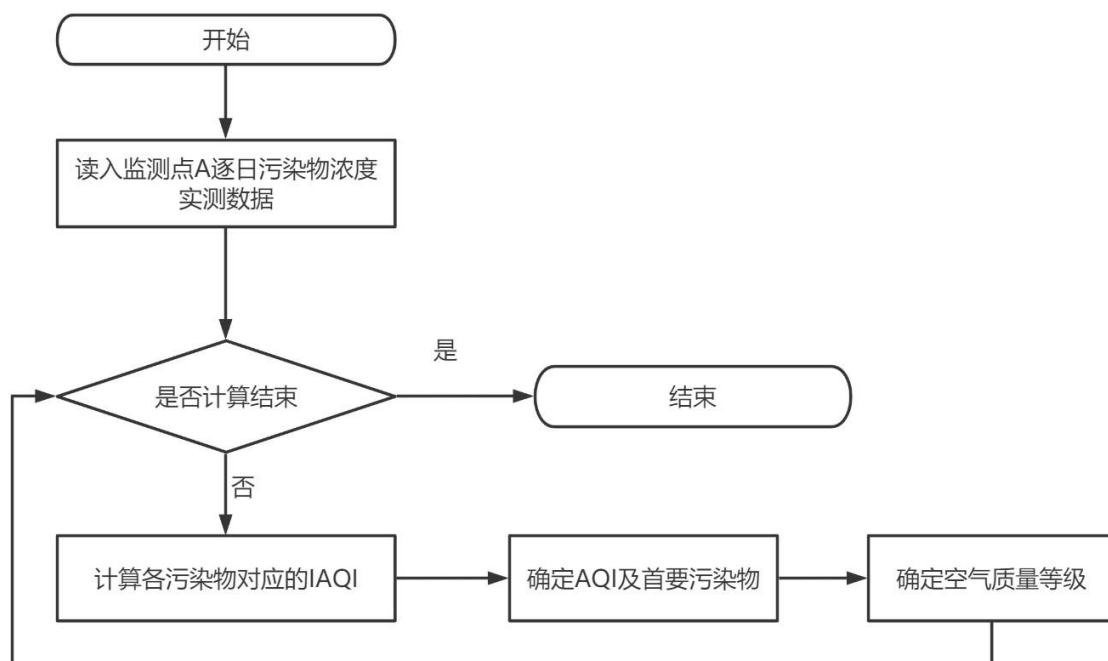 开始
读入监测点A逐日污染物浓度
实测数据
是否计算结束
是
结束
否
计算各污染物对应的IAQI
确定AQI及首要污染物
确定空气质量等级